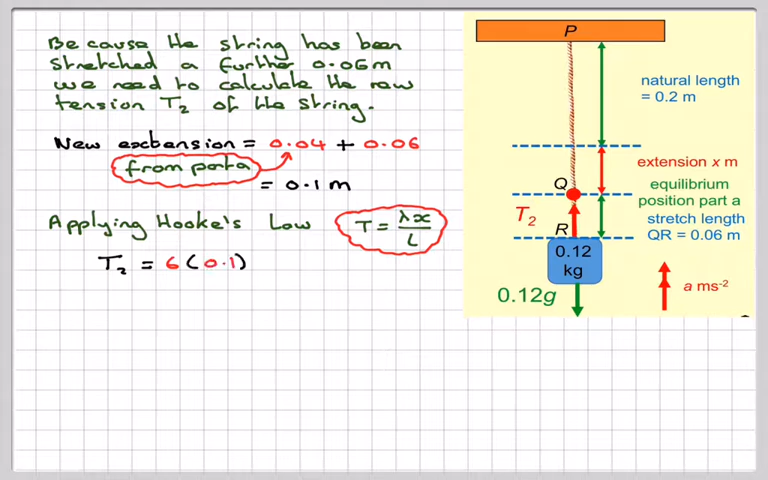 Because the string has been
stretched a further 0.06m
we need to calculate the new
tension T₂ of the string.
New extension = 0.04 + 0.06
from part a
= 0.1 m
Applying Hooke's Law T = λx/L
T₂ = 6(0.1)
P
natural length
= 0.2 m
extension x m
Q
equilibrium
position part a
T₂
stretch length
QR = 0.06 m
R
0.12
kg
0.12g
a ms⁻²